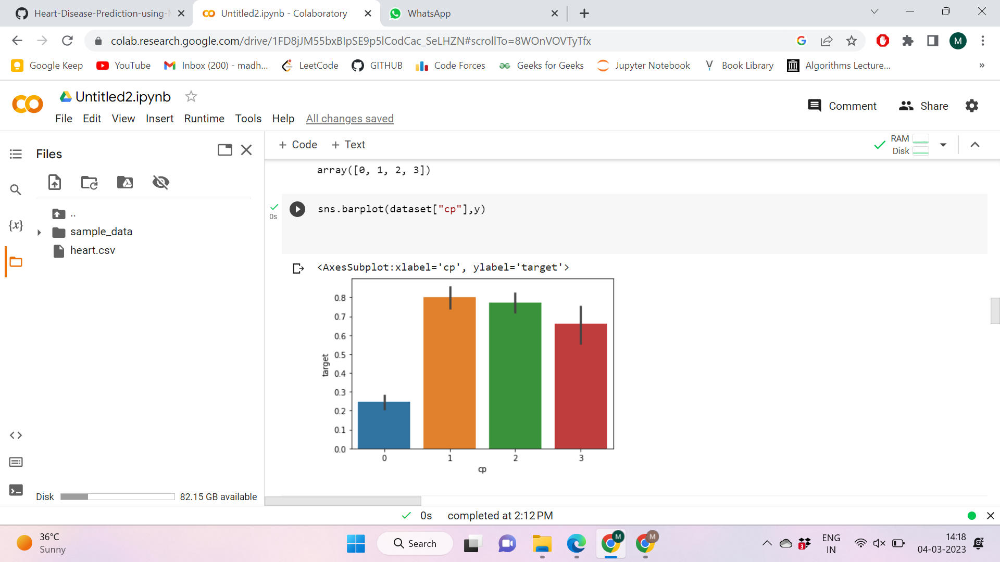 Heart-Disease-Prediction-using-
Untitled2.ipynb - Colaboratory
WhatsApp
colab.research.google.com/drive/1FD8jJM55bxBIpSE9p5lCodCac_SeLHZN#scrollTo=8WOnVOVTyTfx
M
Google Keep
YouTube
Inbox (200) - madh...
LeetCode
GITHUB
Code Forces
Geeks for Geeks
Jupyter Notebook
Book Library
Algorithms Lecture...
»
Untitled2.ipynb
File Edit View Insert Runtime Tools Help All changes saved
Comment
Share
Files
+ Code + Text
RAM
Disk
array([0, 1, 2, 3])
..
sample_data
heart.csv
{x}
0s
sns.barplot(dataset["cp"],y)
<AxesSubplot:xlabel='cp', ylabel='target'>
0.8
0.7
0.6
0.5
0.4
0.3
0.2
0.1
0.0
target
0 1 2 3
cp
Disk 82.15 GB available
0s completed at 2:12 PM
36°C
Sunny
Search
M
M
3
ENG
IN
14:18
04-03-2023